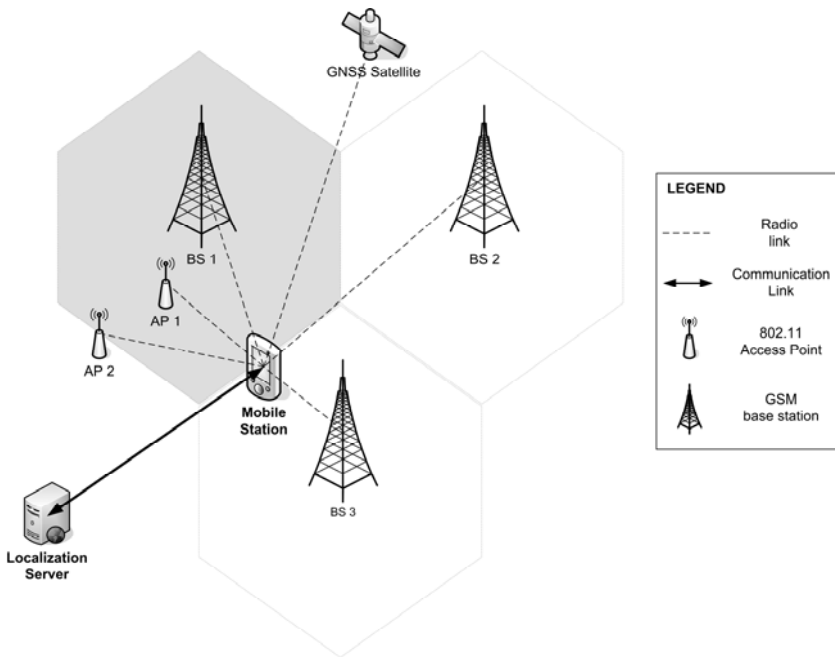 GNSS Satellite
BS 1
BS 2
AP 1
AP 2
Mobile
Station
BS 3
Localization
Server
LEGEND
Radio
link
Communication
Link
802.11
Access Point
GSM
base station